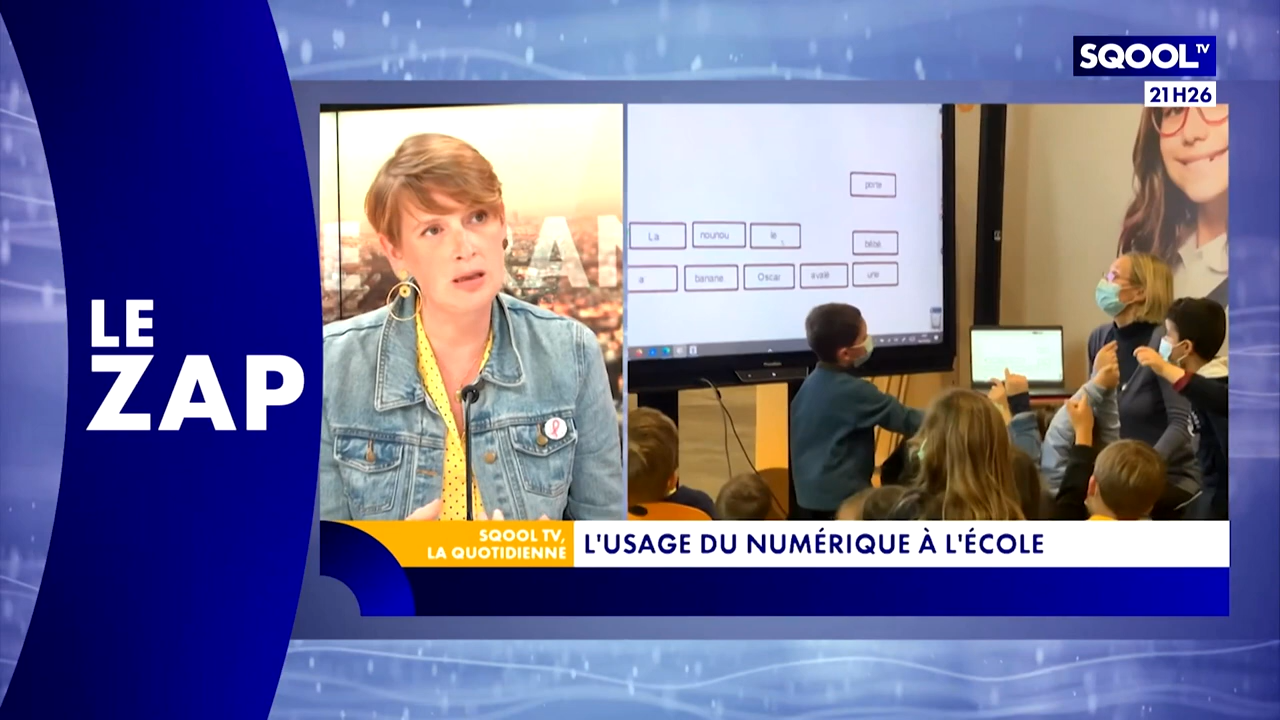 SQOOL TV
21H26
LE
ZAP
porte
La nounou le
bébé
a banane Oscar avalé une
SQOOL TV,
LA QUOTIDIENNE
L'USAGE DU NUMÉRIQUE À L'ÉCOLE